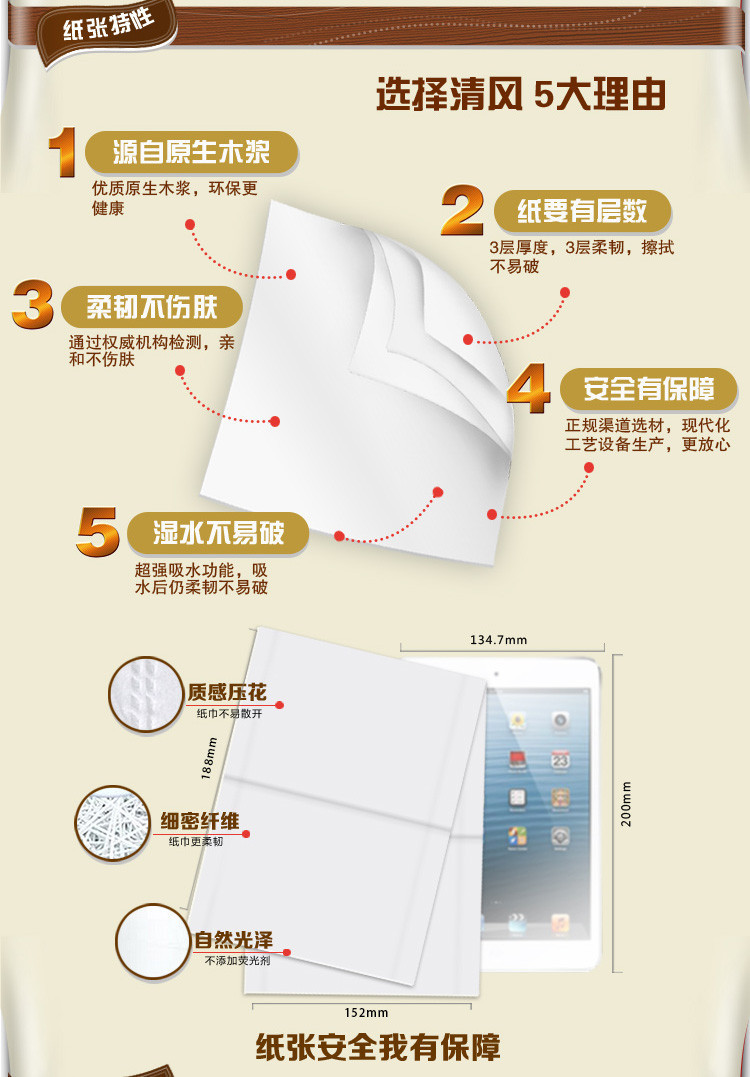 纸张特性
选择清风 5大理由
1 源自原生木浆
优质原生木浆，环保更
健康
2 纸要有层数
3层厚度，3层柔韧，擦拭
不易破
3 柔韧不伤肤
通过权威机构检测，亲
和不伤肤
4 安全有保障
正规渠道选材，现代化
工艺设备生产，更放心
5 湿水不易破
超强吸水功能，吸
水后仍柔韧不易破
134.7mm
质感压花
纸巾不易散开
188mm
23
200mm
细密纤维
纸巾更柔韧
自然光泽
不添加荧光剂
152mm
纸张安全我有保障